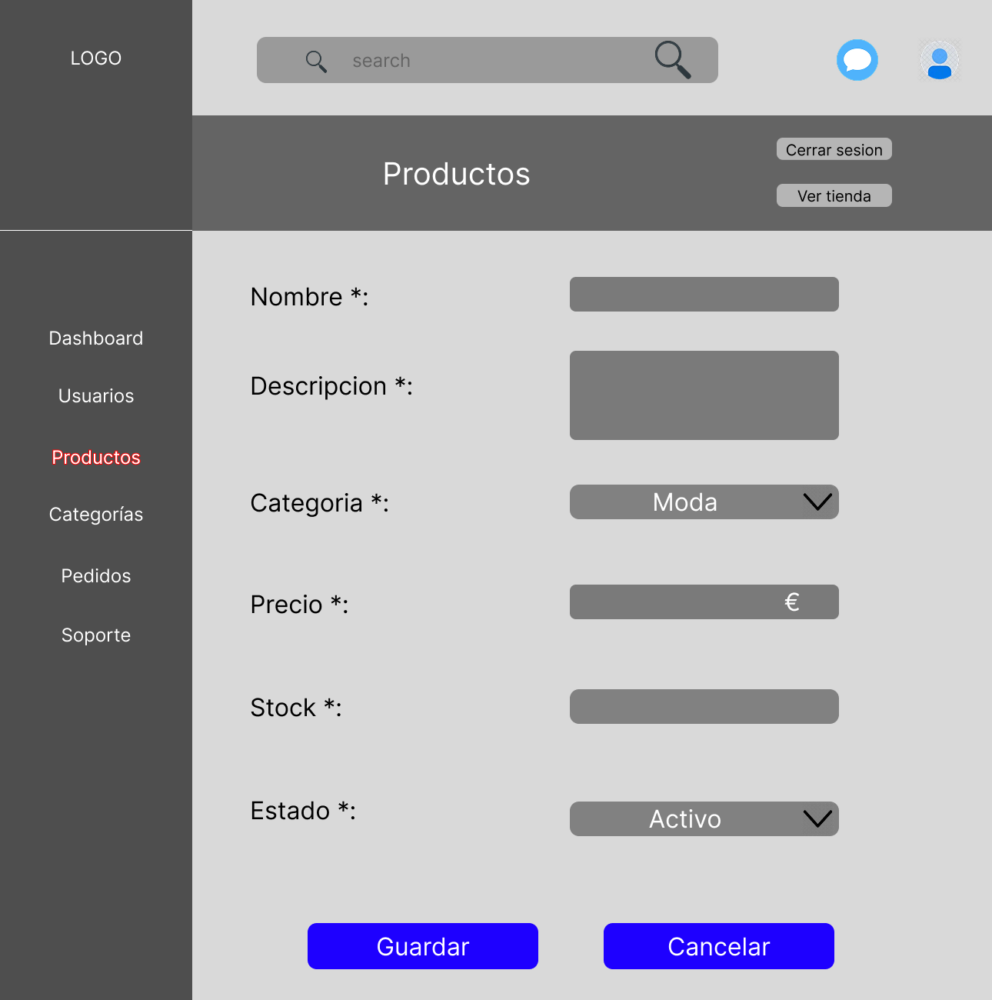 LOGO
search
Productos
Cerrar sesion
Ver tienda
Dashboard
Usuarios
Productos
Categorías
Pedidos
Soporte
Nombre *:
Descripcion *:
Categoria *:
Moda
Precio *:
€
Stock *:
Estado *:
Activo
Guardar
Cancelar